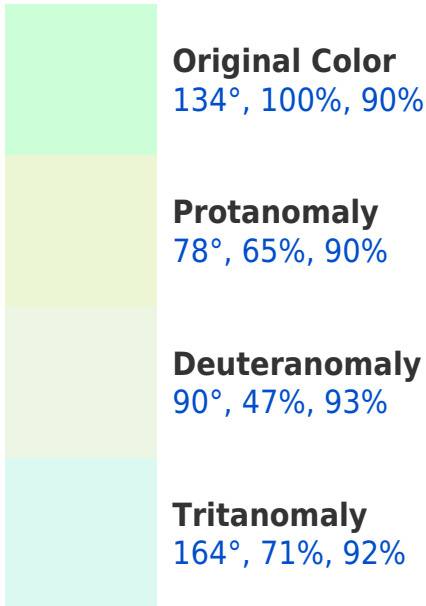 Original Color
134°, 100%, 90%
Protanomaly
78°, 65%, 90%
Deuteranomaly
90°, 47%, 93%
Tritanomaly
164°, 71%, 92%